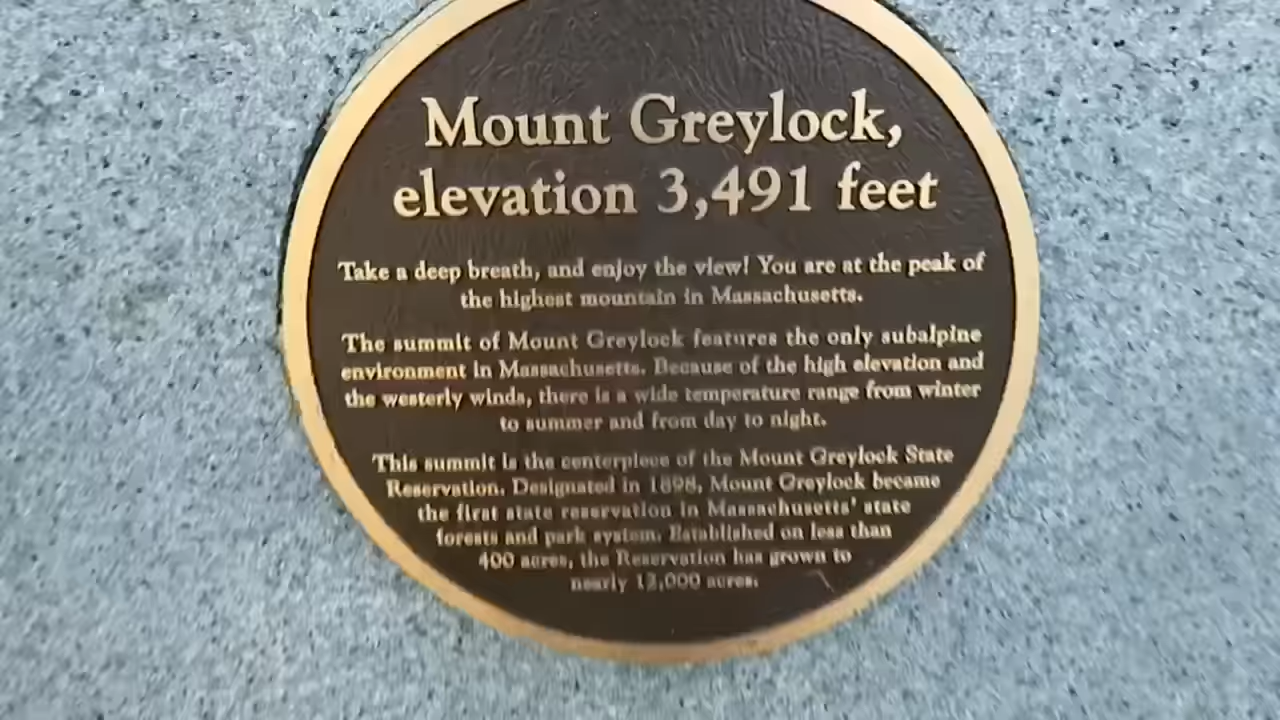 Mount Greylock,
elevation 3,491 feet
Take a deep breath, and enjoy the view! You are at the peak of
the highest mountain in Massachusetts.
The summit of Mount Greylock features the only subalpine
environment in Massachusetts. Because of the high elevation and
the westerly winds, there is a wide temperature range from winter
to summer and from day to night.
This summit is the centerpiece of the Mount Greylock State
Reservation. Designated in 1898, Mount Greylock became
the first state reservation in Massachusetts' state
forests and park system. Established on less than
400 acres, the Reservation has grown to
nearly 12,000 acres.